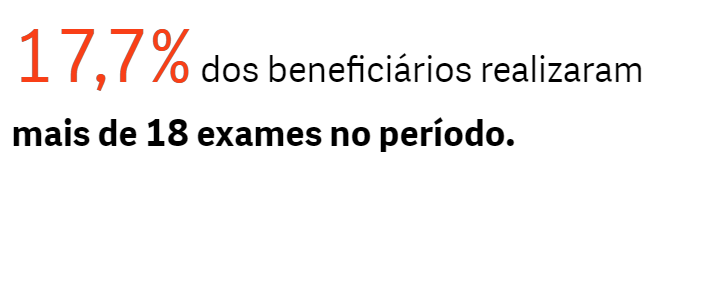 17,7% dos beneficiários realizaram
mais de 18 exames no período.